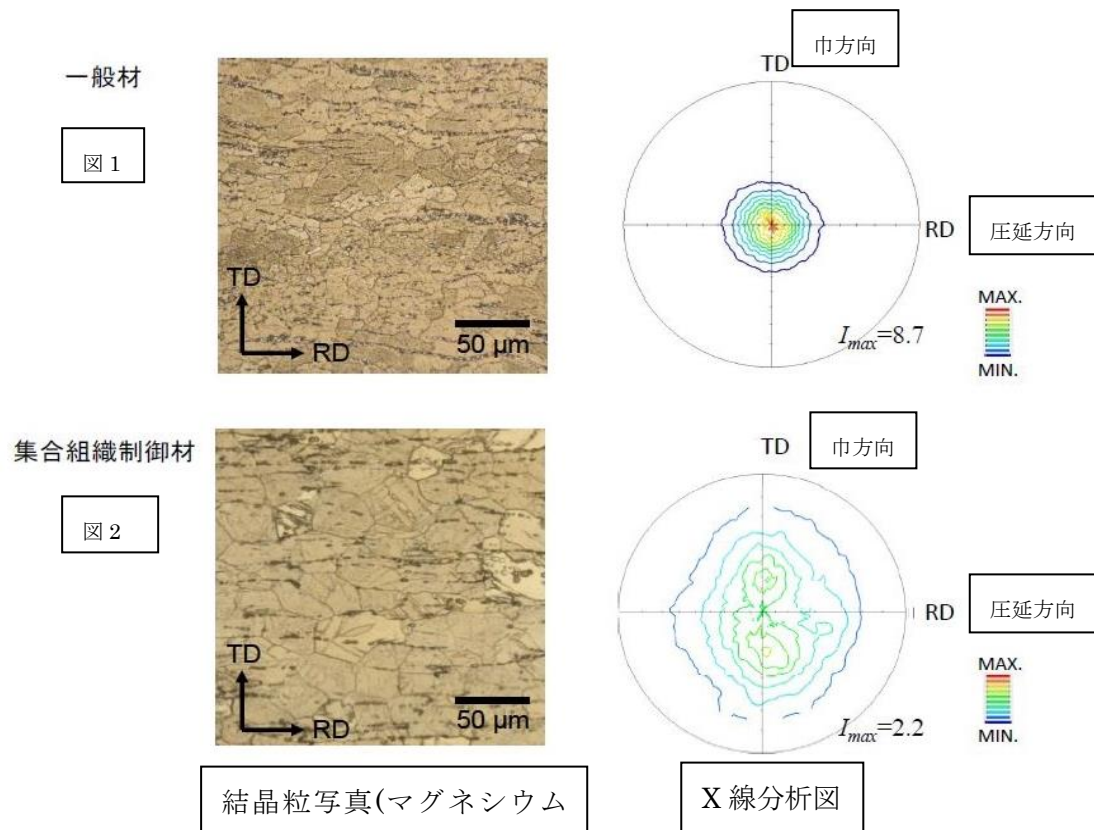 巾方向
TD
一般材
図 1
TD
RD
50 µm
RD
圧延方向
I_max=8.7
MAX.
MIN.
巾方向
TD
集合組織制御材
図 2
TD
RD
50 µm
RD
圧延方向
I_max=2.2
MAX.
MIN.
結晶粒写真(マグネシウム
X 線分析図